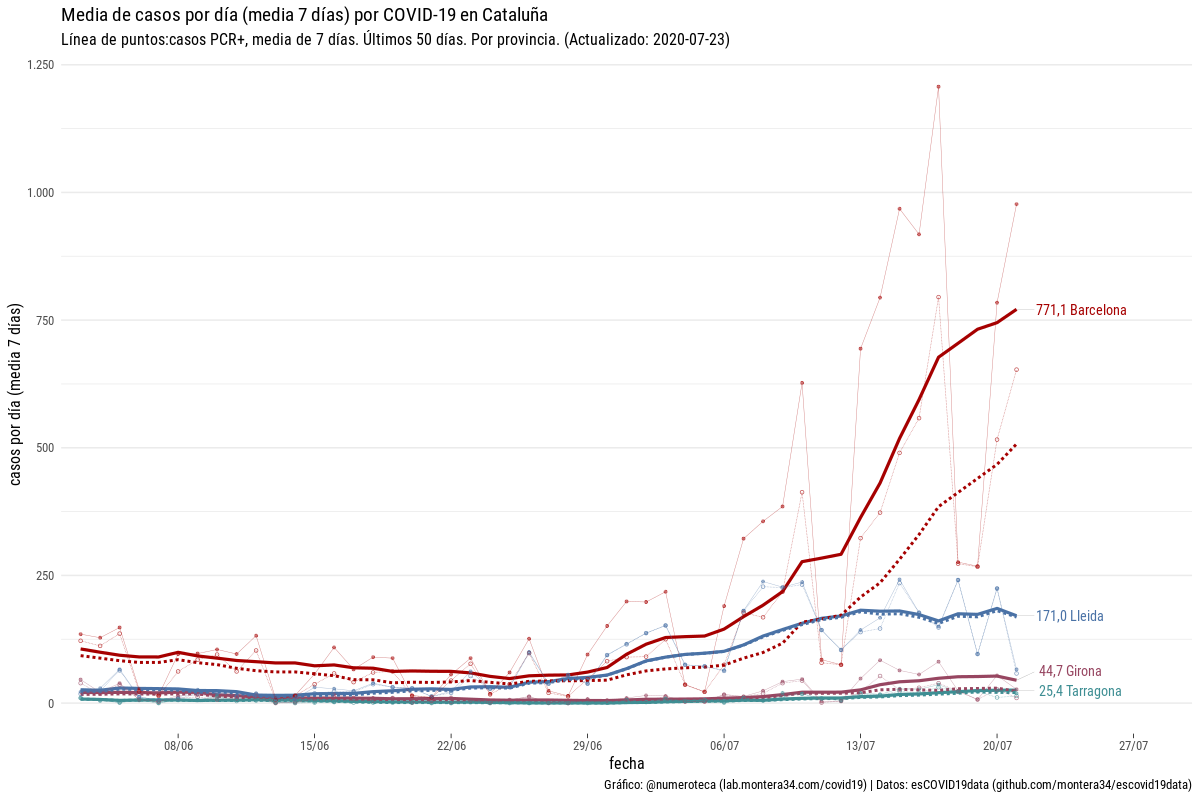 Media de casos por día (media 7 días) por COVID-19 en Cataluña
Línea de puntos:casos PCR+, media de 7 días. Últimos 50 días. Por provincia. (Actualizado: 2020-07-23)
casos por día (media 7 días)
1.250
1.000
750
500
250
0
771,1 Barcelona
171,0 Lleida
44,7 Girona
25,4 Tarragona
08/06
15/06
22/06
29/06
06/07
13/07
20/07
27/07
fecha
Gráfico: @numeroteca (lab.montera34.com/covid19) | Datos: esCOVID19data (github.com/montera34/escovid19data)